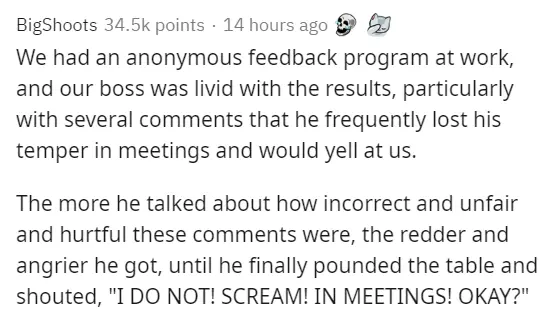 BigShoots 34.5k points · 14 hours ago
We had an anonymous feedback program at work,
and our boss was livid with the results, particularly
with several comments that he frequently lost his
temper in meetings and would yell at us.
The more he talked about how incorrect and unfair
and hurtful these comments were, the redder and
angrier he got, until he finally pounded the table and
shouted, "I DO NOT! SCREAM! IN MEETINGS! OKAY?"